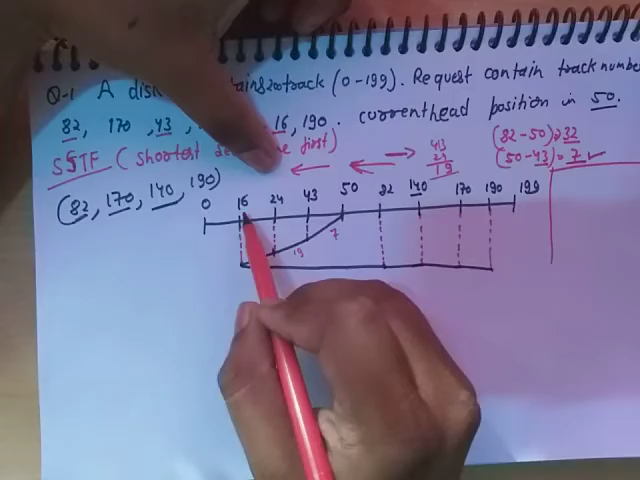 Q-1 A disk 200 track (0-199). Request contain track number
82, 170, 43, 16, 190. current head position in 50.
SSTF (shortest first)
(82-50)=32
(50-43)=7 ✓
43
24
19
(82, 170, 140, 190)
0 16 24 43 50 82 140 170 190 199
19 7